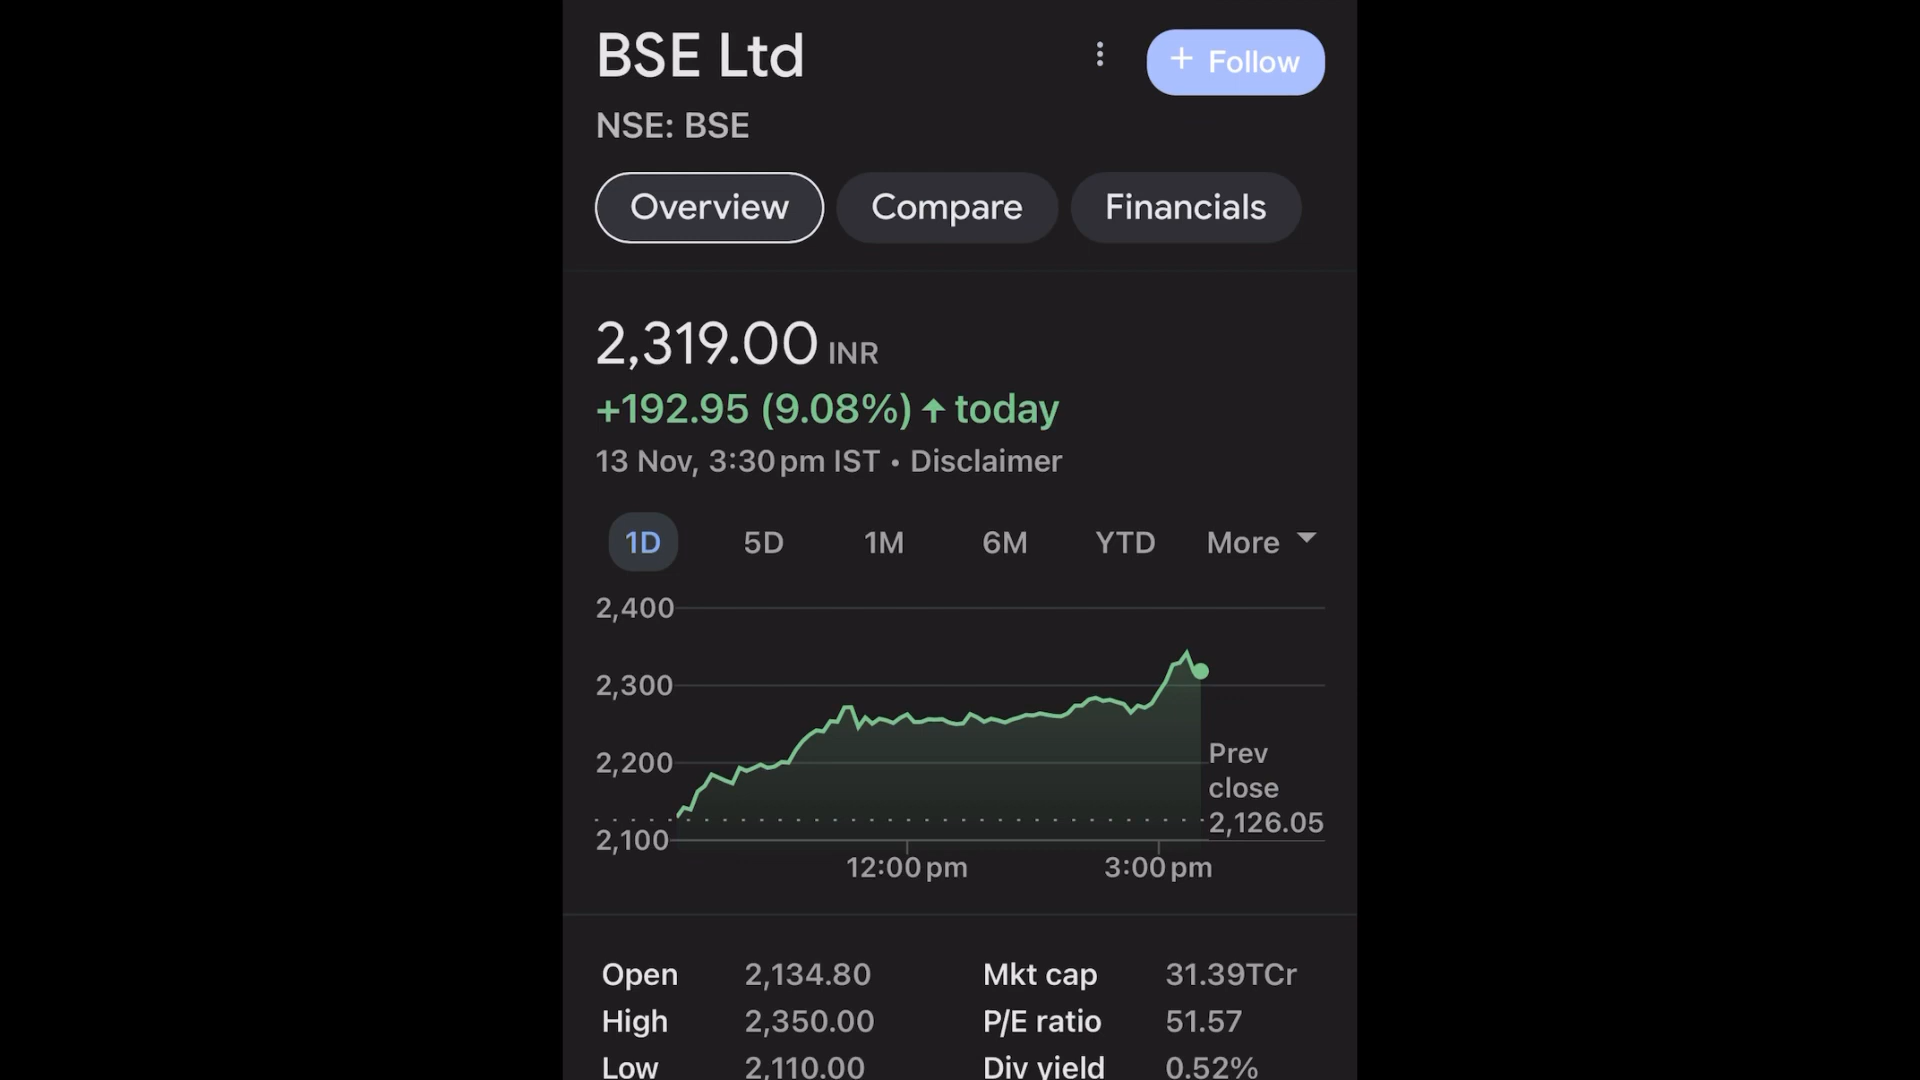 BSE Ltd
+ Follow
NSE: BSE
Overview Compare Financials
2,319.00 INR
+192.95 (9.08%) ↑ today
13 Nov, 3:30 pm IST • Disclaimer
1D 5D 1M 6M YTD More
2,400
2,300
2,200
2,100
Prev
close
2,126.05
12:00 pm 3:00 pm
Open 2,134.80 Mkt cap 31.39TCr
High 2,350.00 P/E ratio 51.57
Low 2,110.00 Div yield 0.52%